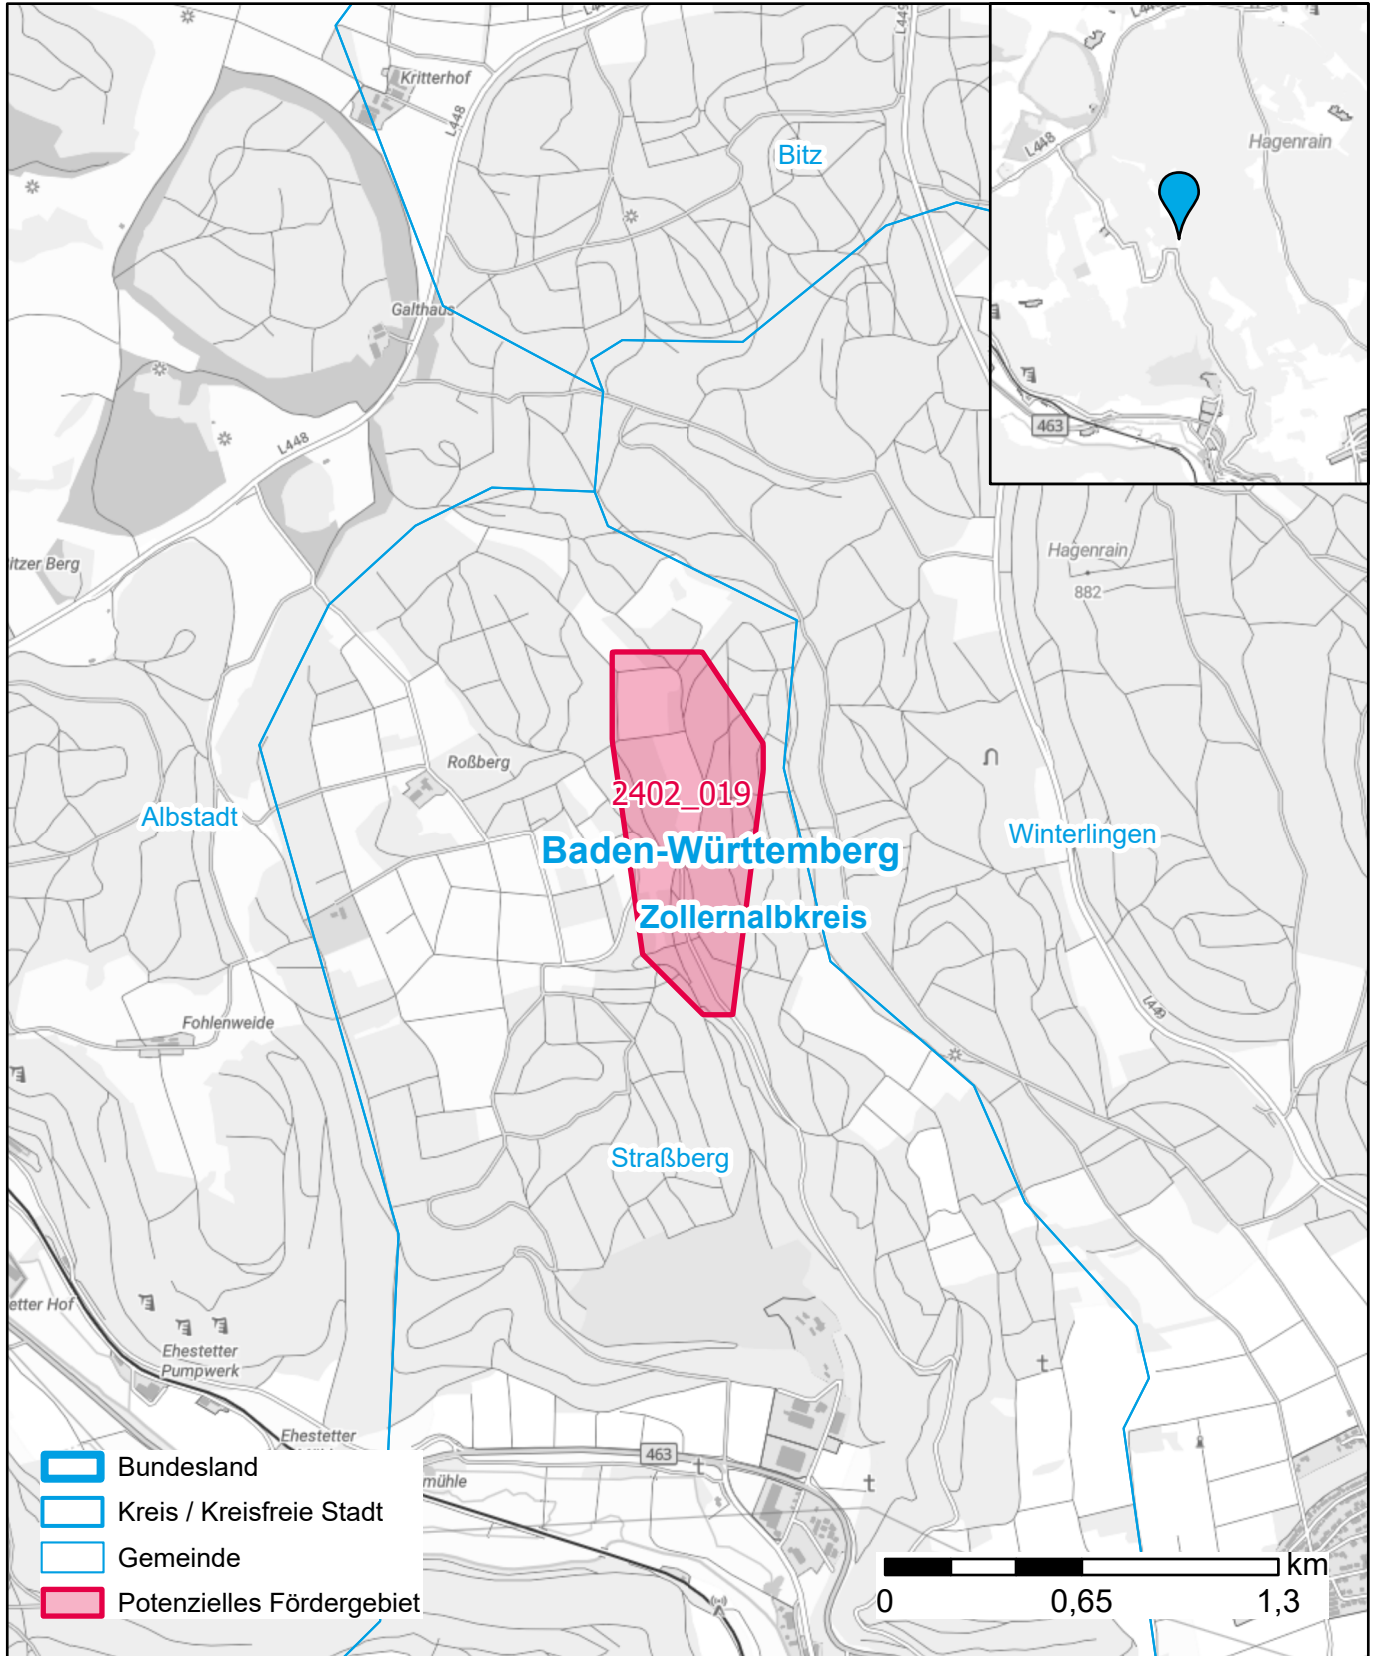 Kritterhof
L448
L449
Bitz
L448
L448
Hagenrain
463
Galthaus
L448
itzer Berg
Hagenrain
882
Roßberg
2402_019
Albstadt
Winterlingen
Baden-Württemberg
Zollernalbkreis
L449
Fohlenweide
Straßberg
etter Hof
Ehestetter
Pumpwerk
Ehestetter
463
mühle
Bundesland
Kreis / Kreisfreie Stadt
Gemeinde
Potenzielles Fördergebiet
km
0
0,65
1,3